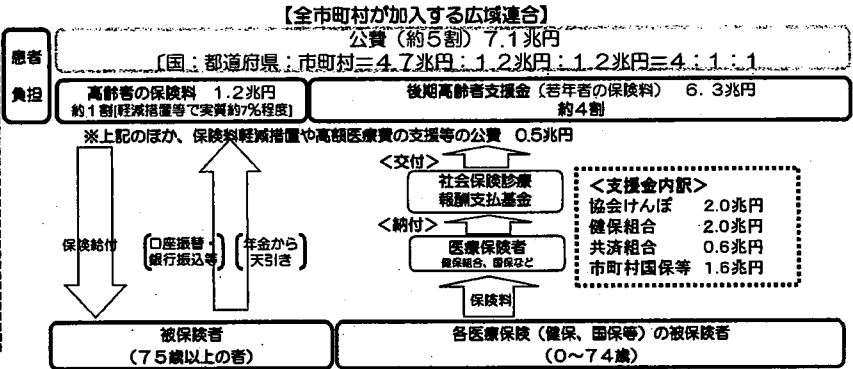 【全市町村が加入する広域連合】
患者
負担
公費（約5割）7.1兆円
〔国：都道府県：市町村＝4.7兆円：1.2兆円：1.2兆円＝4：1：1
高齢者の保険料　1.2兆円
約1割[軽減措置等で実質約7％程度]
後期高齢者支援金（若年者の保険料）　6.3兆円
約4割
※上記のほか、保険料軽減措置や高額医療費の支援等の公費　0.5兆円
＜交付＞
社会保険診療
報酬支払基金
＜納付＞
医療保険者
健保組合、国保など
保険料
＜支援金内訳＞
協会けんぽ　2.0兆円
健保組合　2.0兆円
共済組合　0.6兆円
市町村国保等　1.6兆円
保険給付
口座振替・
銀行振込等
年金から
天引き
被保険者
（75歳以上の者）
各医療保険（健保、国保等）の被保険者
（0～74歳）